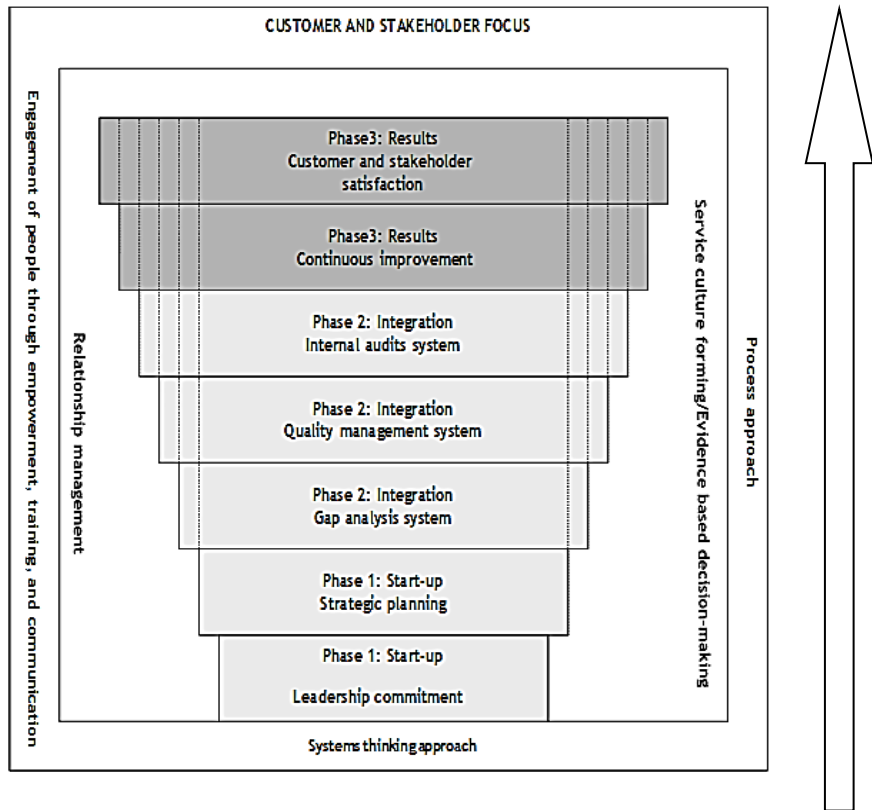 CUSTOMER AND STAKEHOLDER FOCUS
Engagement of people through empowerment, training, and communication
Relationship management
Phase3: Results
Customer and stakeholder
satisfaction
Phase3: Results
Continuous improvement
Phase 2: Integration
Internal audits system
Phase 2: Integration
Quality management system
Phase 2: Integration
Gap analysis system
Phase 1: Start-up
Strategic planning
Phase 1: Start-up
Leadership commitment
Service culture forming/Evidence based decision-making
Process approach
Systems thinking approach